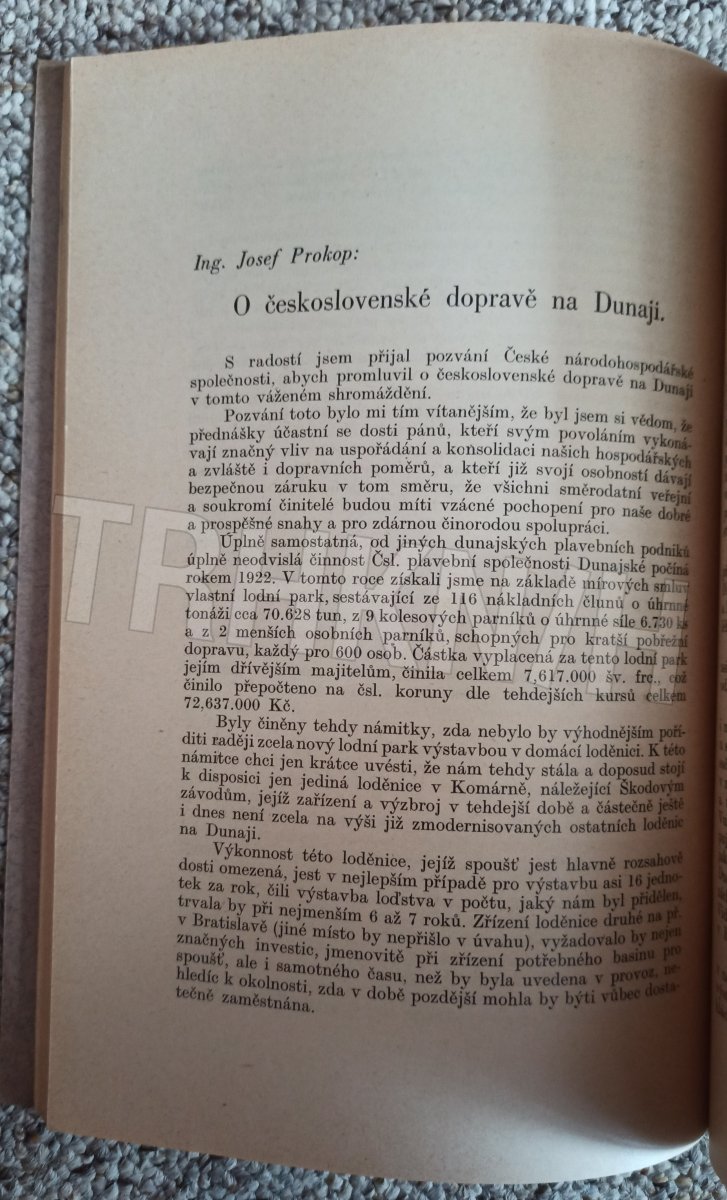 Ing. Josef Prokop:
O československé dopravě na Dunaji.
S radostí jsem přijal pozvání České národohospodářské
společnosti, abych promluvil o československé dopravě na Dunaji
v tomto váženém shromáždění.
Pozvání toto bylo mi tím vítanějším, že byl jsem si vědom, že
přednášky účastní se dosti pánů, kteří svým povoláním vykoná-
vají značný vliv na uspořádání a konsolidaci našich hospodářských
a zvláště i dopravních poměrů, a kteří již svojí osobností dávají
bezpečnou záruku v tom směru, že všichni směrodatní veřejní
a soukromí činitelé budou míti vzácné pochopení pro naše dobré
a prospěšné snahy a pro zdárnou činorodou spolupráci.
Úplně samostatná, od jiných dunajských plavebních podniků
úplně neodvislá činnost Čsl. plavební společnosti Dunajské počíná
rokem 1922. V tomto roce získali jsme na základě mírových smluv
vlastní lodní park, sestávající ze 116 nákladních člunů o úhrnné
tonáži cca 70.628 tun, z 9 kolesových parníků o úhrnné síle 6.730 ks
a z 2 menších osobních parníků, schopných pro kratší pobřežní
dopravu, každý pro 600 osob. Částka vyplacená za tento lodní park
jejím dřívějším majitelům, činila celkem 7,617.000 šv. frc., což
činilo přepočteno na čsl. koruny dle tehdejších kursů celkem
72,637.000 Kč.
Byly činěny tehdy námitky, zda nebylo by výhodnějším poří-
diti raději zcela nový lodní park výstavbou v domácí loděnici. K této
námitce chci jen krátce uvésti, že nám tehdy stála a doposud stojí
k disposici jen jediná loděnice v Komárně, náležející Škodovým
závodům, jejíž zařízení a výzbroj v tehdejší době a částečně ještě
i dnes není zcela na výši již zmodernisovaných ostatních loděnic
na Dunaji.
Výkonnost této loděnice, jejíž spoušť jest hlavně rozsahově
dosti omezená, jest v nejlepším případě pro výstavbu asi 16 jedno-
tek za rok, čili výstavba loďstva v počtu, jaký nám byl přidělen,
trvala by při nejmenším 6 až 7 roků. Zřízení loděnice druhé na př.
v Bratislavě (jiné místo by nepřišlo v úvahu), vyžadovalo by nejen
značných investic, jmenovitě při zřízení potřebného basinu pro
spoušť, ale i samotného času, než by byla uvedena v provoz, ne-
hledíc k okolnosti, zda v době pozdější mohla by býti vůbec dosta-
tečně zaměstnána.